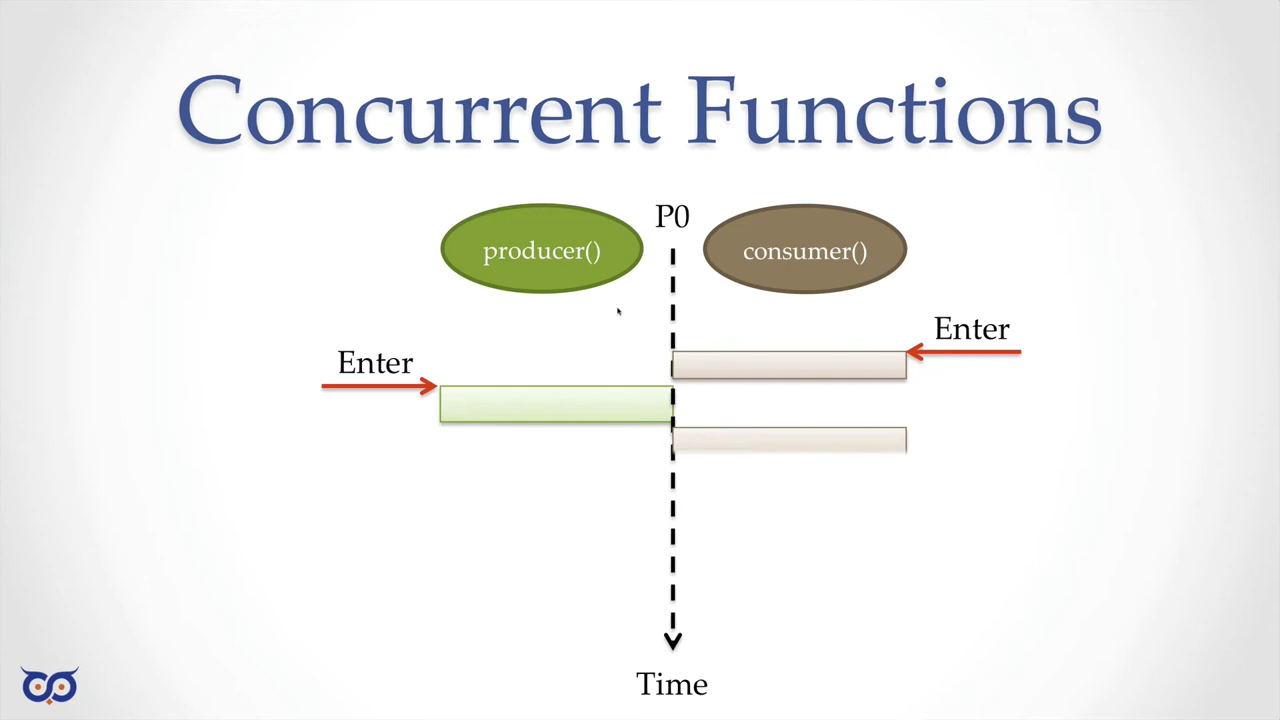 Concurrent Functions
P0
producer()
consumer()
Enter
Enter
Time